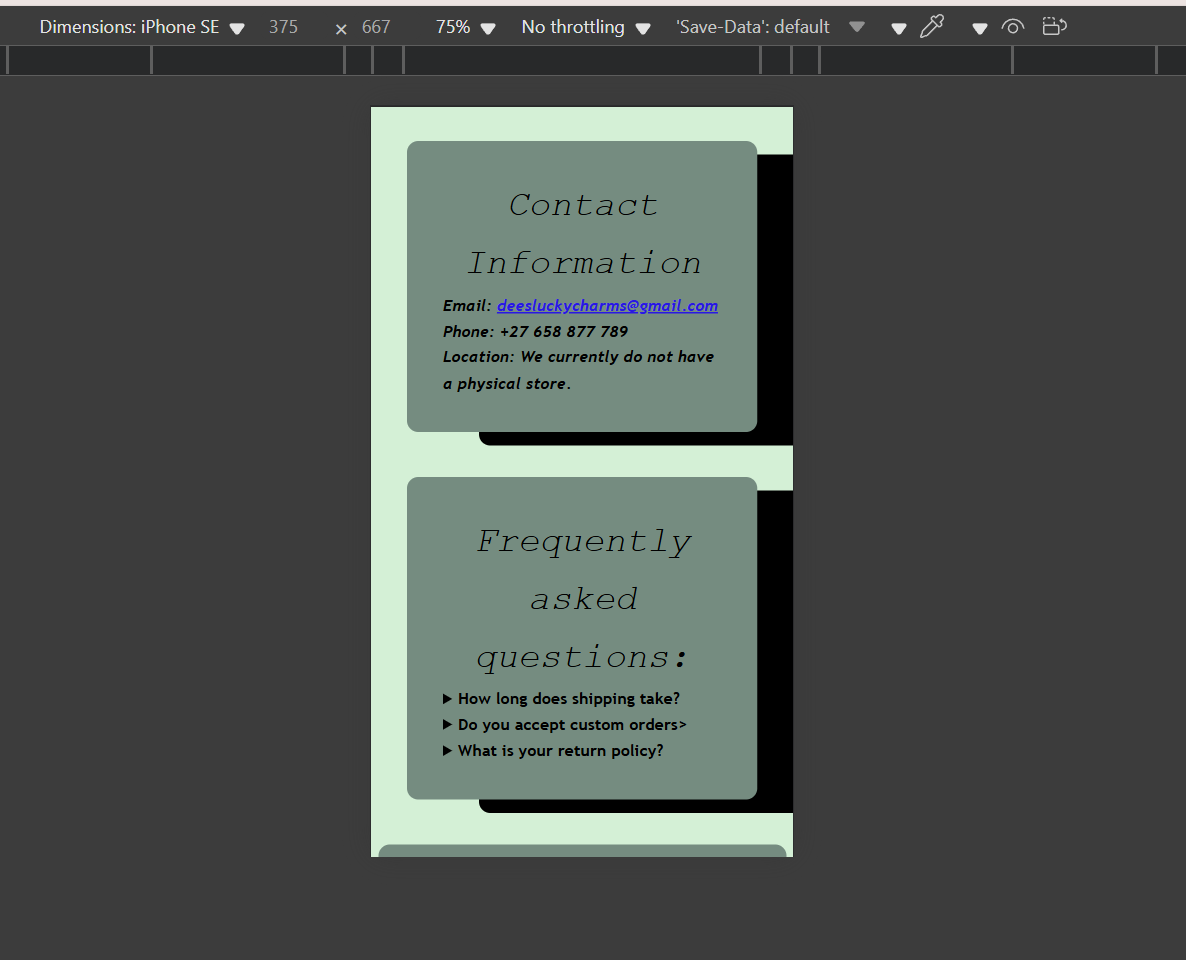 Dimensions: iPhone SE 375 × 667 75% No throttling 'Save-Data': default
Contact
Information
Email: deesluckycharms@gmail.com
Phone: +27 658 877 789
Location: We currently do not have
a physical store.
Frequently
asked
questions:
How long does shipping take?
Do you accept custom orders>
What is your return policy?